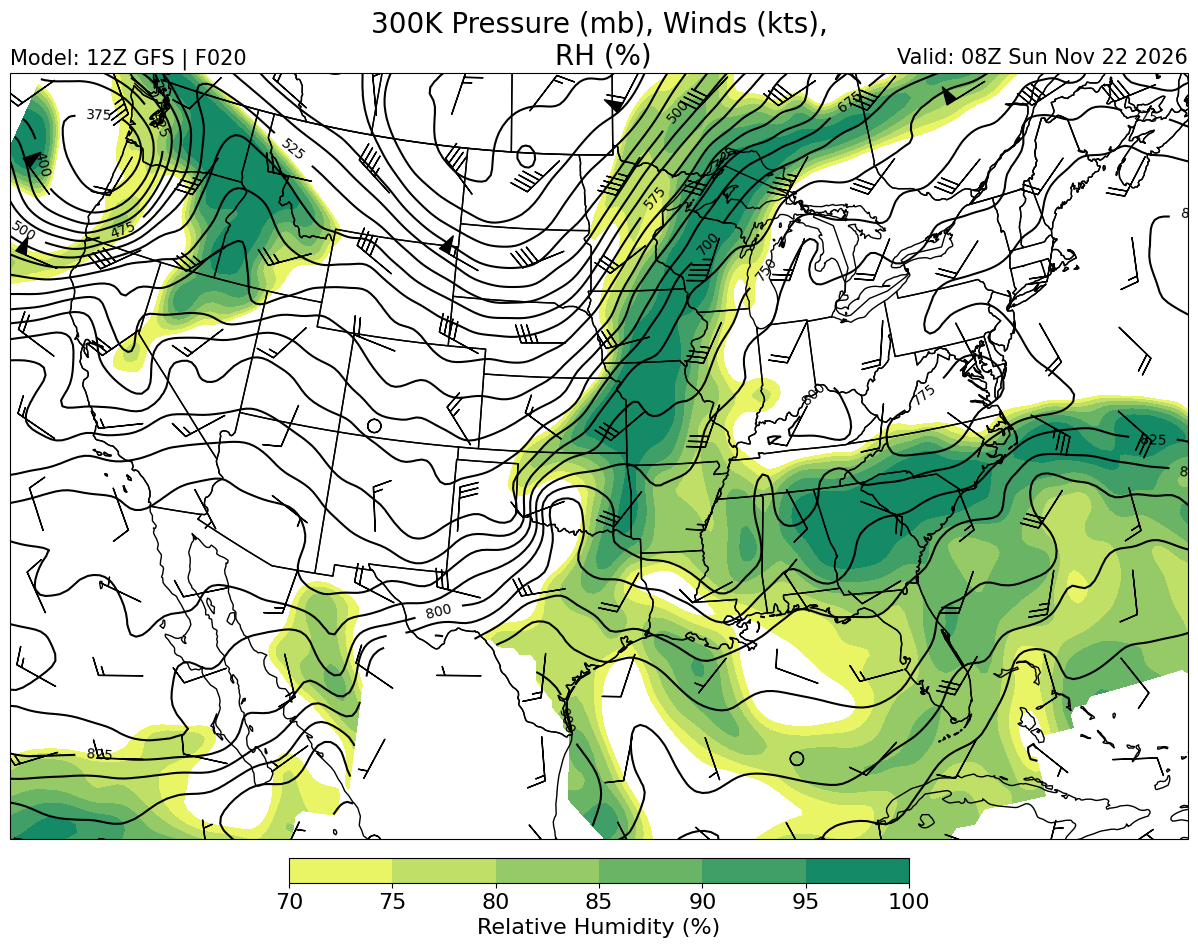 300K Pressure (mb), Winds (kts),
RH (%)
Model: 12Z GFS | F020
Valid: 08Z Sun Nov 22 2026
375
400
500
475
525
500
675
575
700
750
800
775
825
800
825
70 75 80 85 90 95 100
Relative Humidity (%)